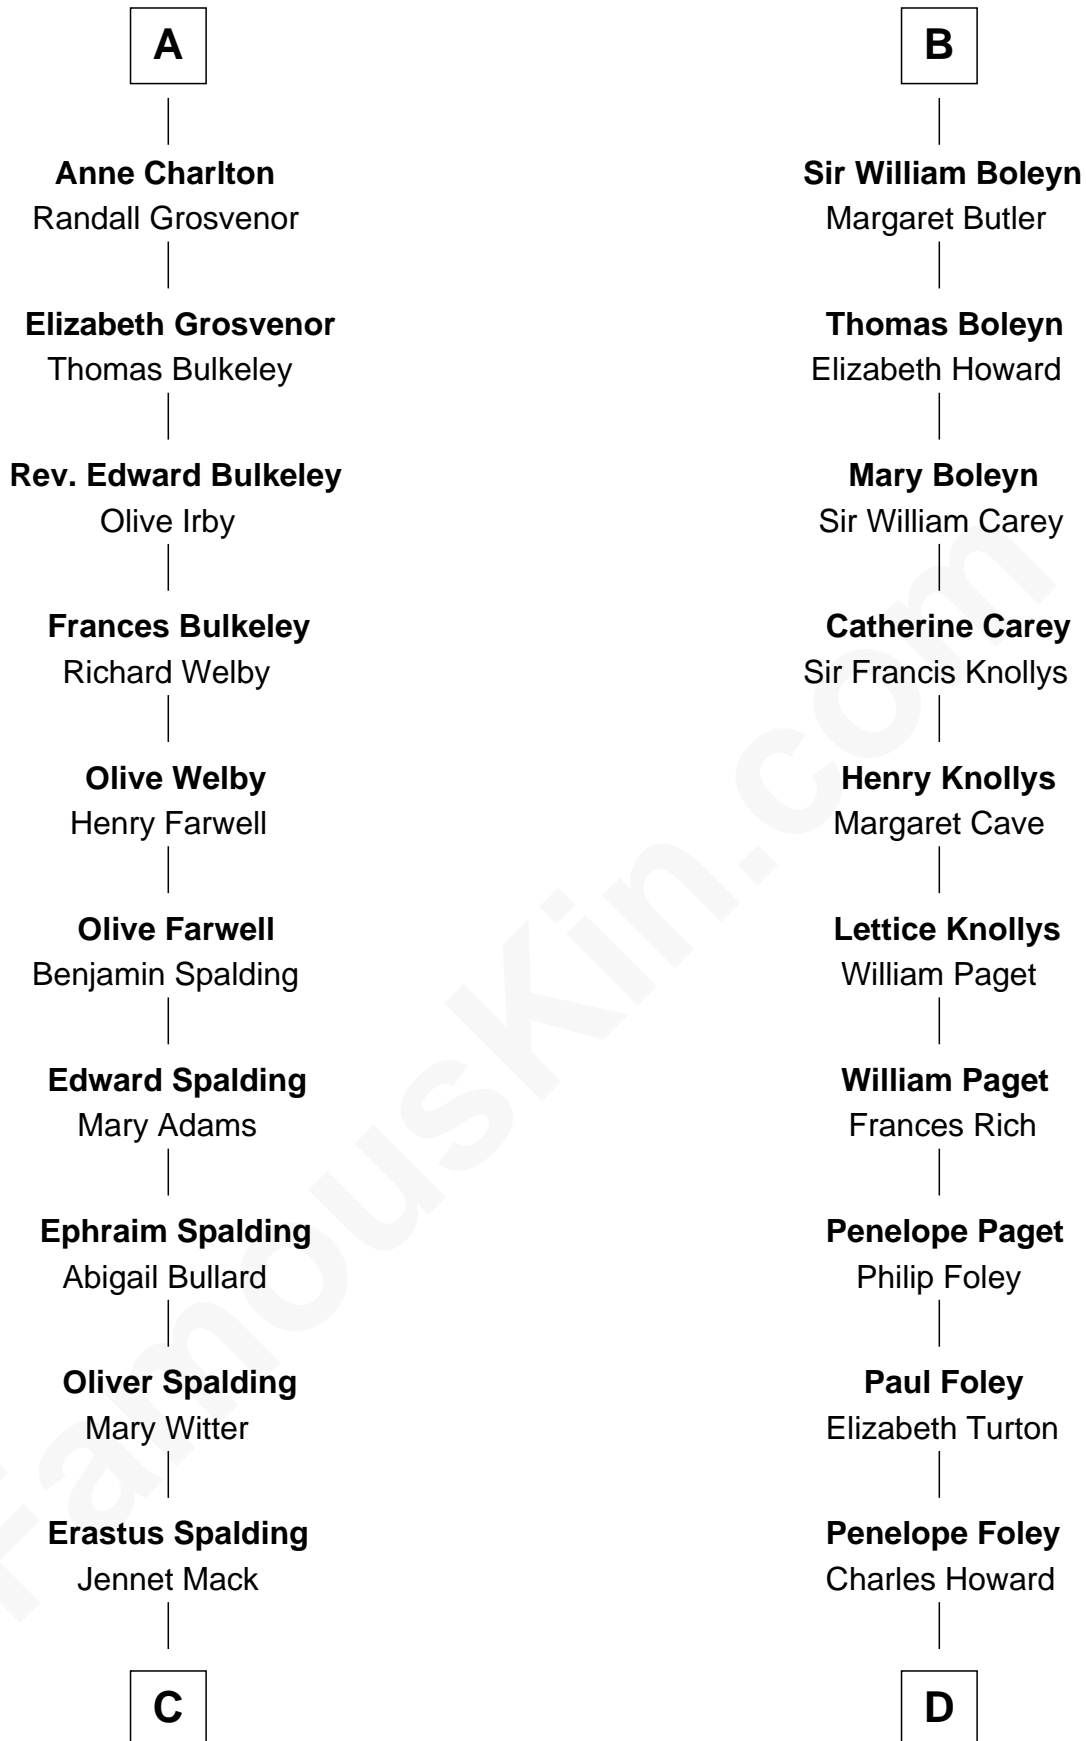 A
Anne Charlton
Randall Grosvenor
Elizabeth Grosvenor
Thomas Bulkeley
Rev. Edward Bulkeley
Olive Irby
Frances Bulkeley
Richard Welby
Olive Welby
Henry Farwell
Olive Farwell
Benjamin Spalding
Edward Spalding
Mary Adams
Ephraim Spalding
Abigail Bullard
Oliver Spalding
Mary Witter
Erastus Spalding
Jennet Mack
C
B
Sir William Boleyn
Margaret Butler
Thomas Boleyn
Elizabeth Howard
Mary Boleyn
Sir William Carey
Catherine Carey
Sir Francis Knollys
Henry Knollys
Margaret Cave
Lettice Knollys
William Paget
William Paget
Frances Rich
Penelope Paget
Philip Foley
Paul Foley
Elizabeth Turton
Penelope Foley
Charles Howard
D
FamousKin.com